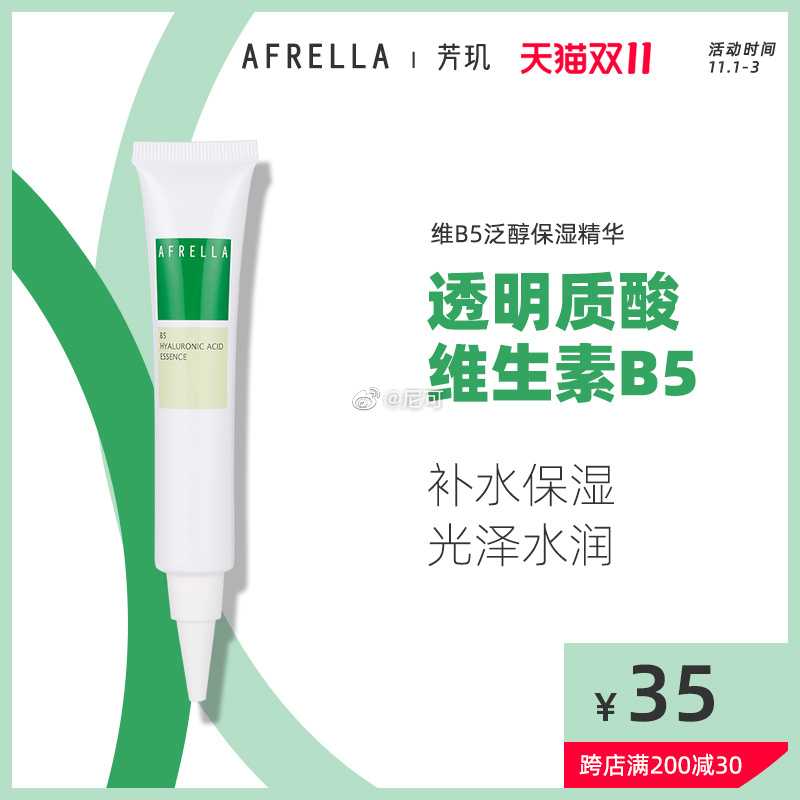 AFRELLA | 芳玑 天猫双11 活动时间
11.1-3
维B5泛醇保湿精华
透明质酸
维生素B5
补水保湿
光泽水润
AFRELLA
B5
HYALURONIC ACID
ESSENCE
@尼可
¥35
跨店满200减30